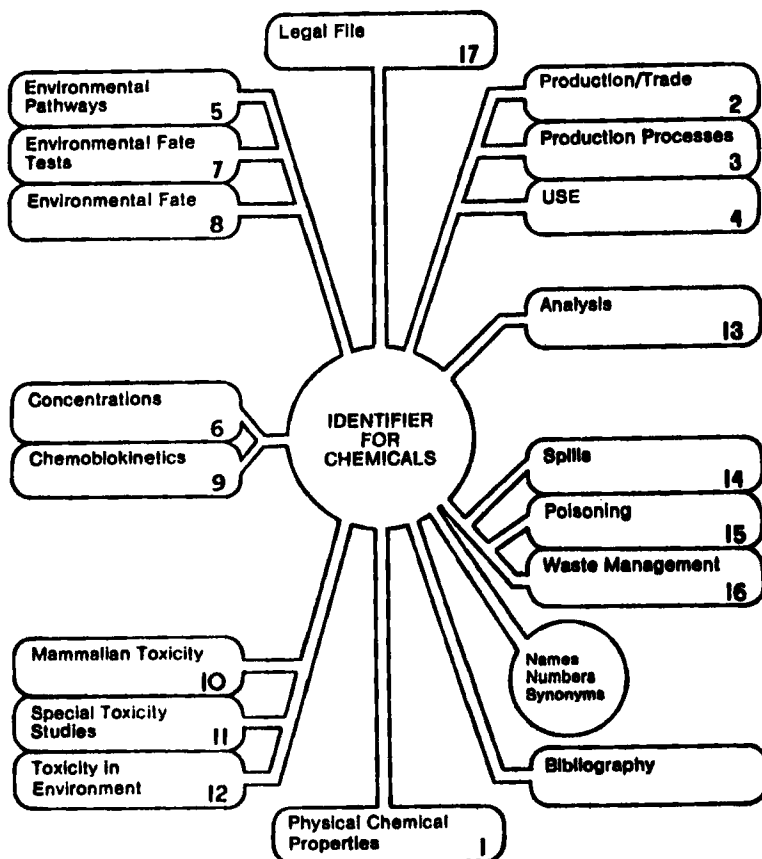 Legal File
17
Environmental
Pathways
5
Environmental Fate
Tests
7
Environmental Fate
8
Production/Trade
2
Production Processes
3
USE
4
Analysis
13
Concentrations
6
Chemobiokinetics
9
IDENTIFIER
FOR
CHEMICALS
Spills
14
Poisoning
15
Waste Management
16
Names
Numbers
Synonyms
Mammalian Toxicity
10
Special Toxicity
Studies
11
Toxicity in
Environment
12
Bibliography
Physical Chemical
Properties
1